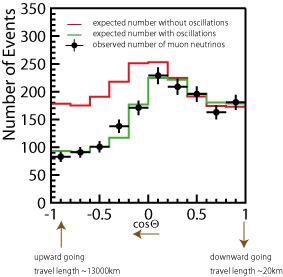 350
300
250
200
150
100
50
0
Number of Events
expected number without oscillations
expected number with oscillations
observed number of muon neutrinos
-1 -0.5 0 0.5 1
cosΘ
upward going
travel length ~13000km
downward going
travel length ~20km